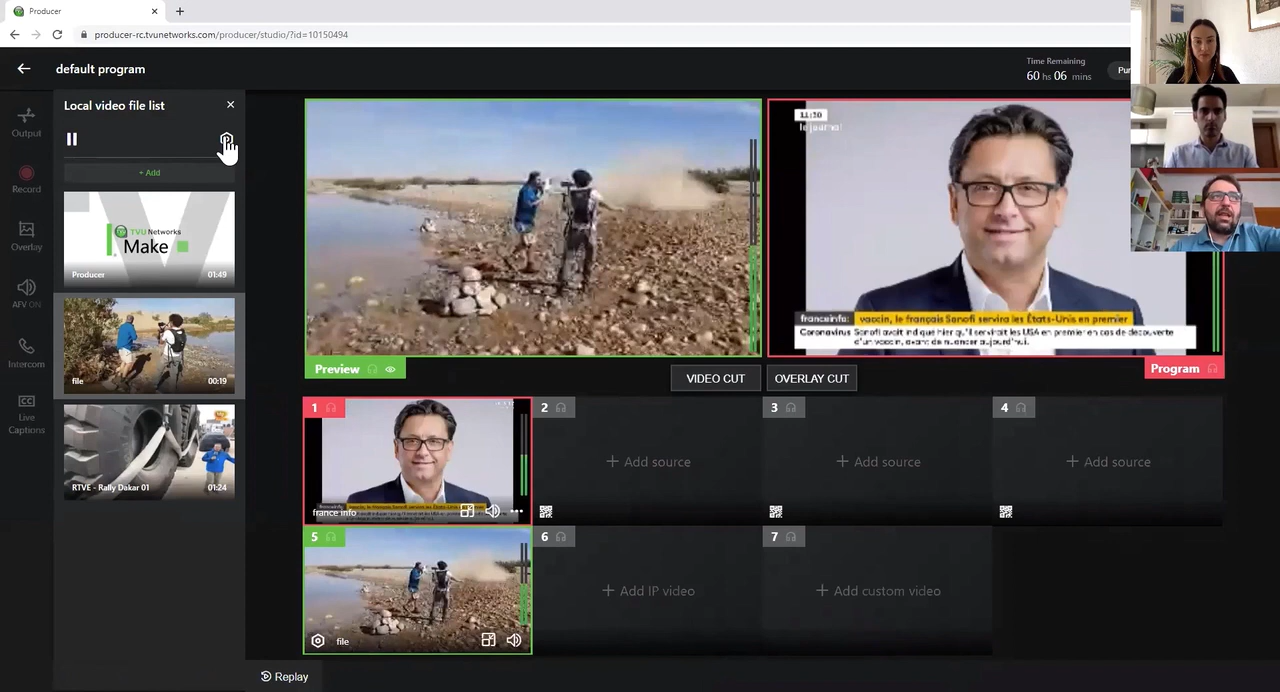 Producer
producer-rc.tvunetworks.com/producer/studio/?id=10150494
default program
Time Remaining
60 hs 06 mins
Pur
Output
Record
Overlay
AFV ON
Intercom
Live
Captions
Local video file list
+ Add
TVU Networks
Make
Producer
01:49
file
00:19
RTVE - Rally Dakar 01
01:24
11:30
le journal
franceinfo:
vaccin, le français Sanofi servira les États-Unis en premier
Coronavirus Sanofi avait indiqué hier qu'il servirait les USA en premier en cas de découverte
d'un vaccin, avant de nuancer aujourd'hui.
Preview
VIDEO CUT
OVERLAY CUT
Program
1
france info
2
+ Add source
3
+ Add source
4
+ Add source
5
file
6
+ Add IP video
7
+ Add custom video
Replay